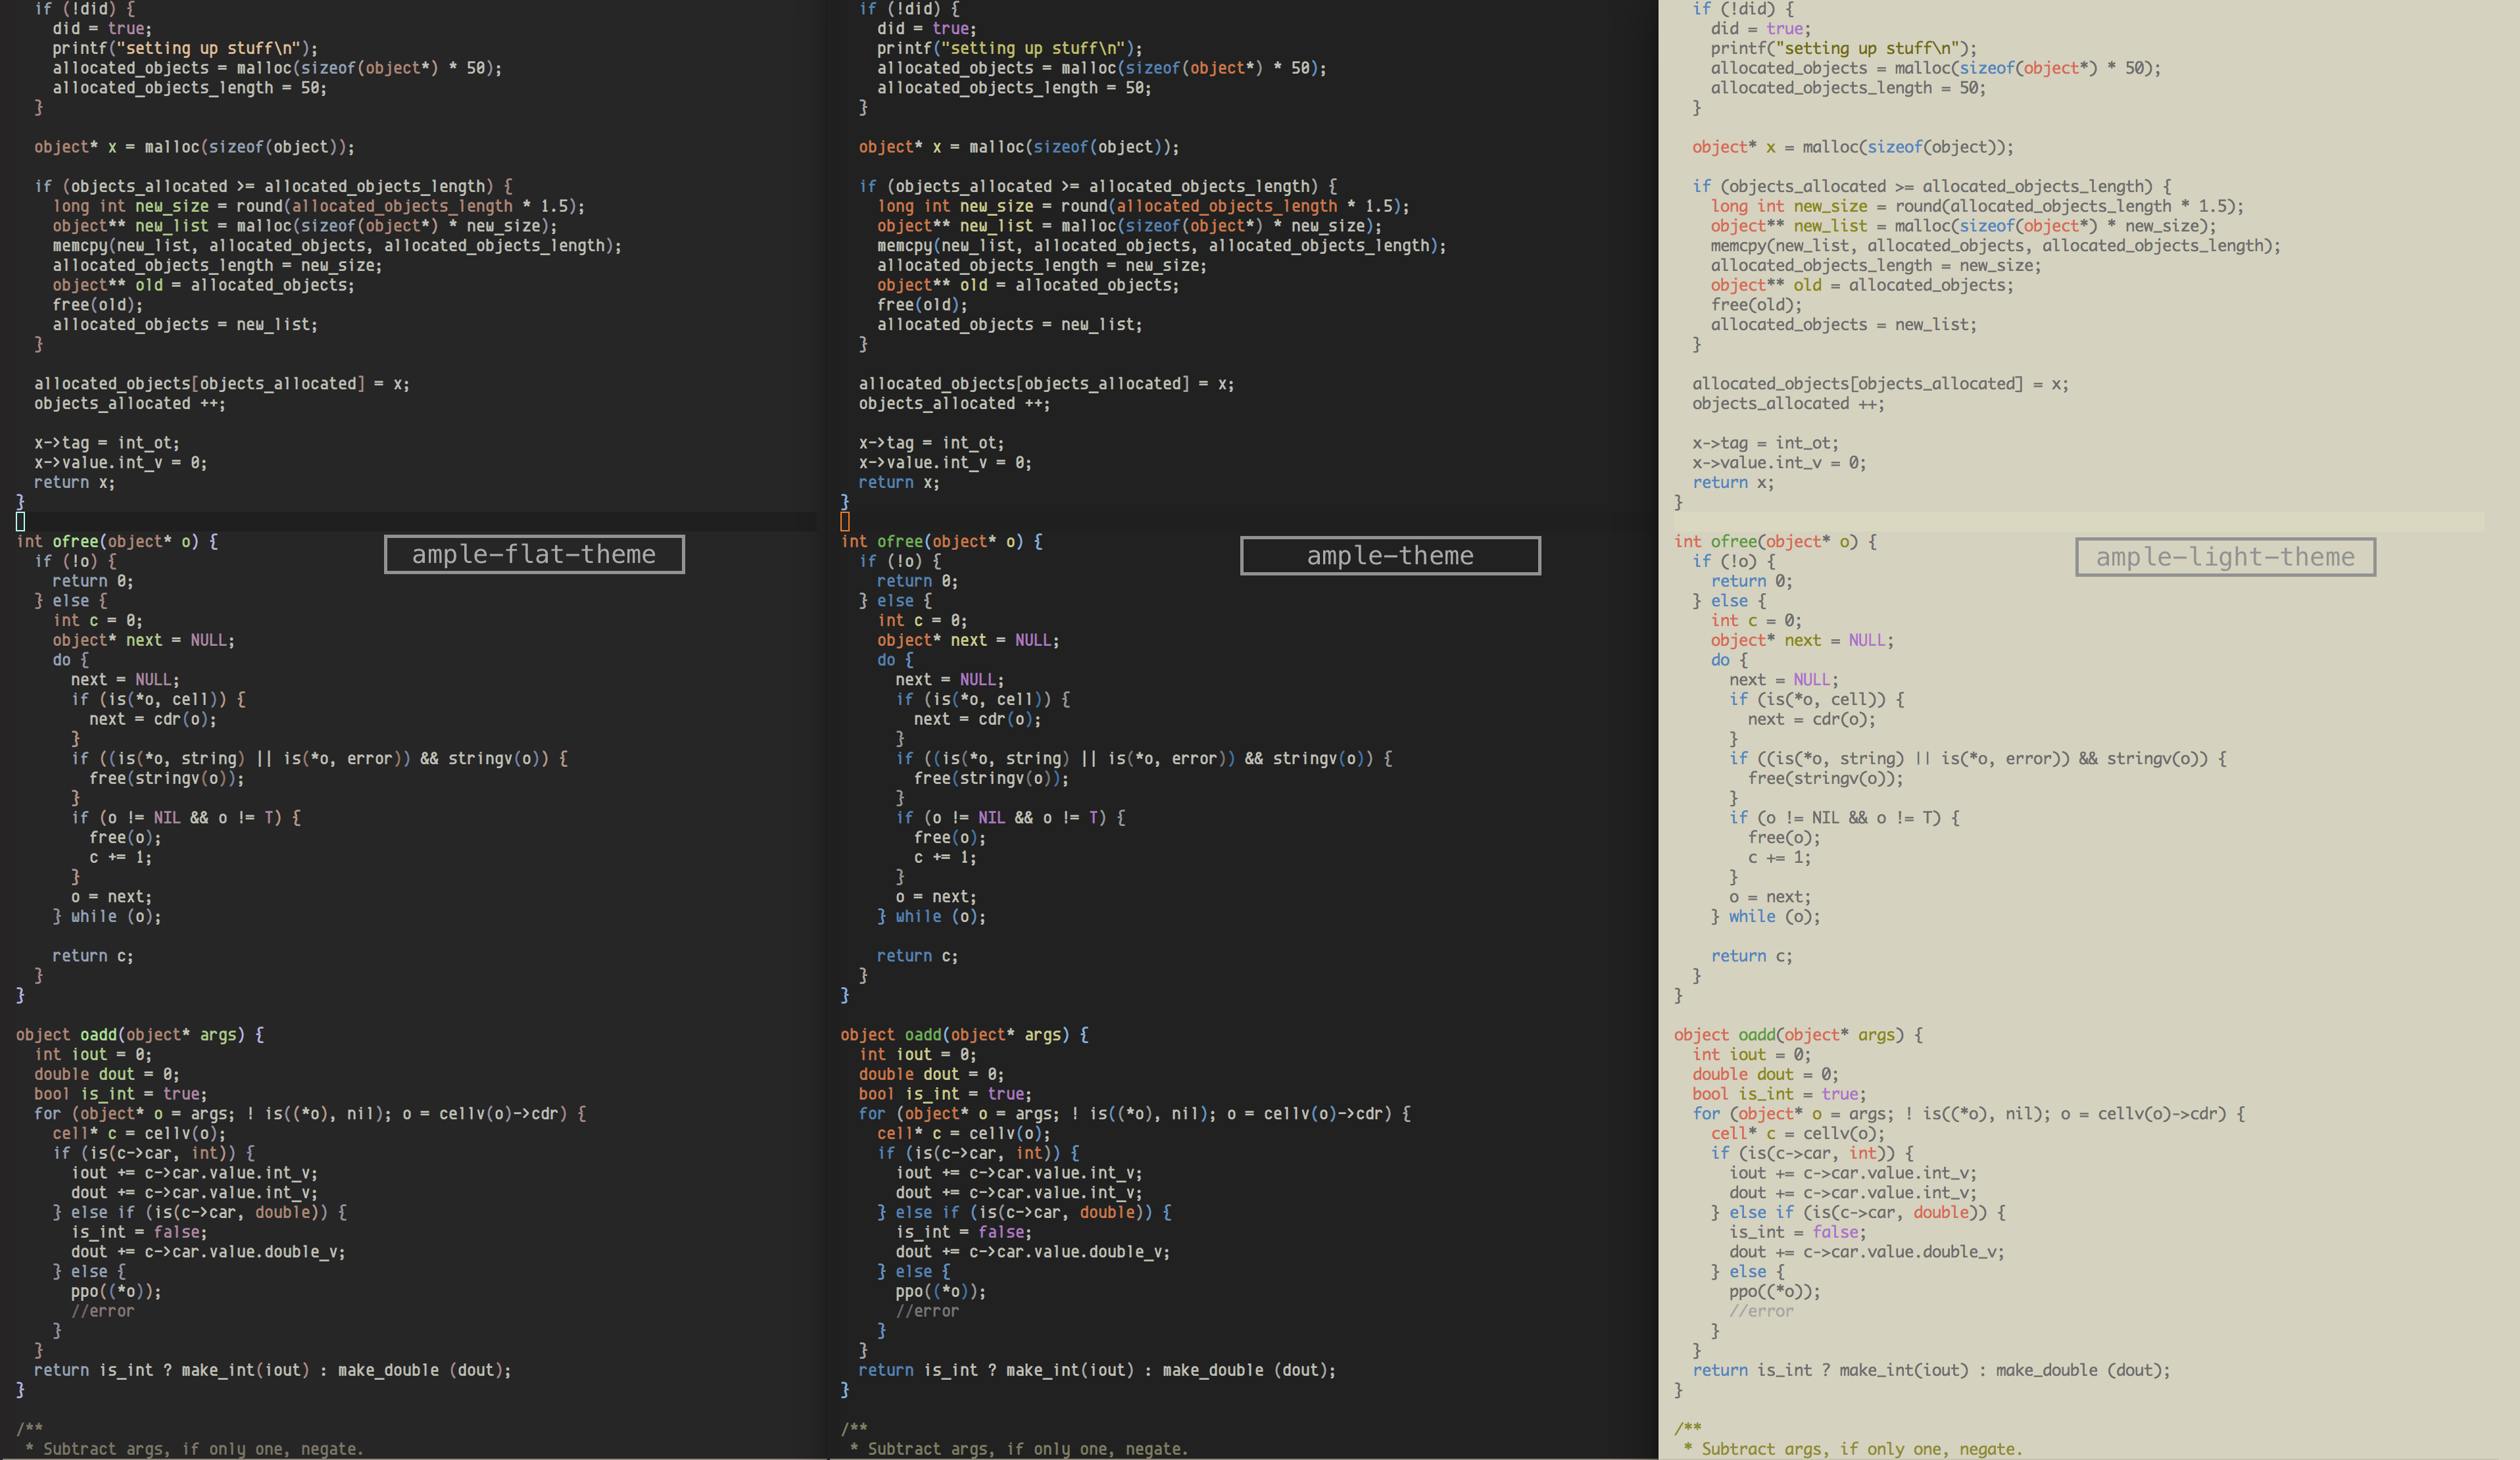 if (!did) {
did = true;
printf("setting up stuff\n");
allocated_objects = malloc(sizeof(object*) * 50);
allocated_objects_length = 50;
}
object* x = malloc(sizeof(object));
if (objects_allocated >= allocated_objects_length) {
long int new_size = round(allocated_objects_length * 1.5);
object** new_list = malloc(sizeof(object*) * new_size);
memcpy(new_list, allocated_objects, allocated_objects_length);
allocated_objects_length = new_size;
object** old = allocated_objects;
free(old);
allocated_objects = new_list;
}
allocated_objects[objects_allocated] = x;
objects_allocated ++;
x->tag = int_ot;
x->value.int_v = 0;
return x;
}
int ofree(object* o) {
if (!o) {
return 0;
} else {
int c = 0;
object* next = NULL;
do {
next = NULL;
if (is(*o, cell)) {
next = cdr(o);
}
if ((is(*o, string) || is(*o, error)) && stringv(o)) {
free(stringv(o));
}
if (o != NIL && o != T) {
free(o);
c += 1;
}
o = next;
} while (o);
return c;
}
}
object oadd(object* args) {
int iout = 0;
double dout = 0;
bool is_int = true;
for (object* o = args; ! is((*o), nil); o = cellv(o)->cdr) {
cell* c = cellv(o);
if (is(c->car, int)) {
iout += c->car.value.int_v;
dout += c->car.value.int_v;
} else if (is(c->car, double)) {
is_int = false;
dout += c->car.value.double_v;
} else {
ppo((*o));
//error
}
}
return is_int ? make_int(iout) : make_double (dout);
}
/**
* Subtract args, if only one, negate.
ample-flat-theme
if (!did) {
did = true;
printf("setting up stuff\n");
allocated_objects = malloc(sizeof(object*) * 50);
allocated_objects_length = 50;
}
object* x = malloc(sizeof(object));
if (objects_allocated >= allocated_objects_length) {
long int new_size = round(allocated_objects_length * 1.5);
object** new_list = malloc(sizeof(object*) * new_size);
memcpy(new_list, allocated_objects, allocated_objects_length);
allocated_objects_length = new_size;
object** old = allocated_objects;
free(old);
allocated_objects = new_list;
}
allocated_objects[objects_allocated] = x;
objects_allocated ++;
x->tag = int_ot;
x->value.int_v = 0;
return x;
}
int ofree(object* o) {
if (!o) {
return 0;
} else {
int c = 0;
object* next = NULL;
do {
next = NULL;
if (is(*o, cell)) {
next = cdr(o);
}
if ((is(*o, string) || is(*o, error)) && stringv(o)) {
free(stringv(o));
}
if (o != NIL && o != T) {
free(o);
c += 1;
}
o = next;
} while (o);
return c;
}
}
object oadd(object* args) {
int iout = 0;
double dout = 0;
bool is_int = true;
for (object* o = args; ! is((*o), nil); o = cellv(o)->cdr) {
cell* c = cellv(o);
if (is(c->car, int)) {
iout += c->car.value.int_v;
dout += c->car.value.int_v;
} else if (is(c->car, double)) {
is_int = false;
dout += c->car.value.double_v;
} else {
ppo((*o));
//error
}
}
return is_int ? make_int(iout) : make_double (dout);
}
/**
* Subtract args, if only one, negate.
ample-theme
if (!did) {
did = true;
printf("setting up stuff\n");
allocated_objects = malloc(sizeof(object*) * 50);
allocated_objects_length = 50;
}
object* x = malloc(sizeof(object));
if (objects_allocated >= allocated_objects_length) {
long int new_size = round(allocated_objects_length * 1.5);
object** new_list = malloc(sizeof(object*) * new_size);
memcpy(new_list, allocated_objects, allocated_objects_length);
allocated_objects_length = new_size;
object** old = allocated_objects;
free(old);
allocated_objects = new_list;
}
allocated_objects[objects_allocated] = x;
objects_allocated ++;
x->tag = int_ot;
x->value.int_v = 0;
return x;
}
int ofree(object* o) {
if (!o) {
return 0;
} else {
int c = 0;
object* next = NULL;
do {
next = NULL;
if (is(*o, cell)) {
next = cdr(o);
}
if ((is(*o, string) || is(*o, error)) && stringv(o)) {
free(stringv(o));
}
if (o != NIL && o != T) {
free(o);
c += 1;
}
o = next;
} while (o);
return c;
}
}
object oadd(object* args) {
int iout = 0;
double dout = 0;
bool is_int = true;
for (object* o = args; ! is((*o), nil); o = cellv(o)->cdr) {
cell* c = cellv(o);
if (is(c->car, int)) {
iout += c->car.value.int_v;
dout += c->car.value.int_v;
} else if (is(c->car, double)) {
is_int = false;
dout += c->car.value.double_v;
} else {
ppo((*o));
//error
}
}
return is_int ? make_int(iout) : make_double (dout);
}
/**
* Subtract args, if only one, negate.
ample-light-theme